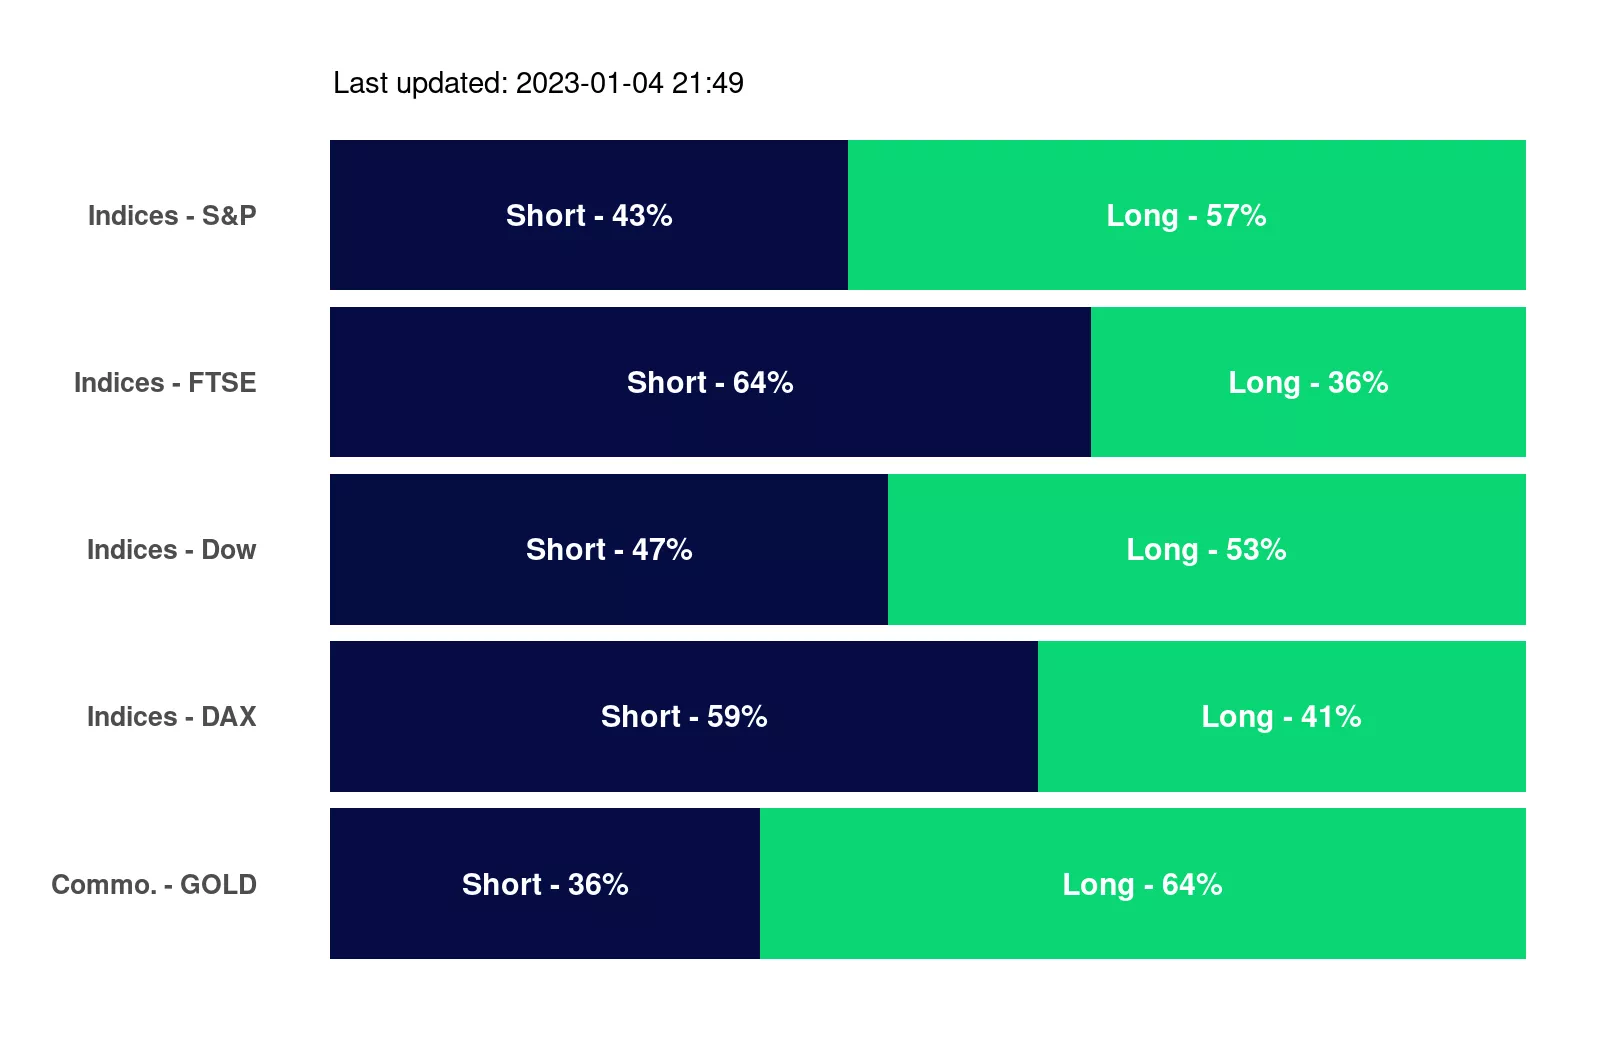 Last updated: 2023-01-04 21:49
Indices - S&P Short - 43% Long - 57%
Indices - FTSE Short - 64% Long - 36%
Indices - Dow Short - 47% Long - 53%
Indices - DAX Short - 59% Long - 41%
Commo. - GOLD Short - 36% Long - 64%